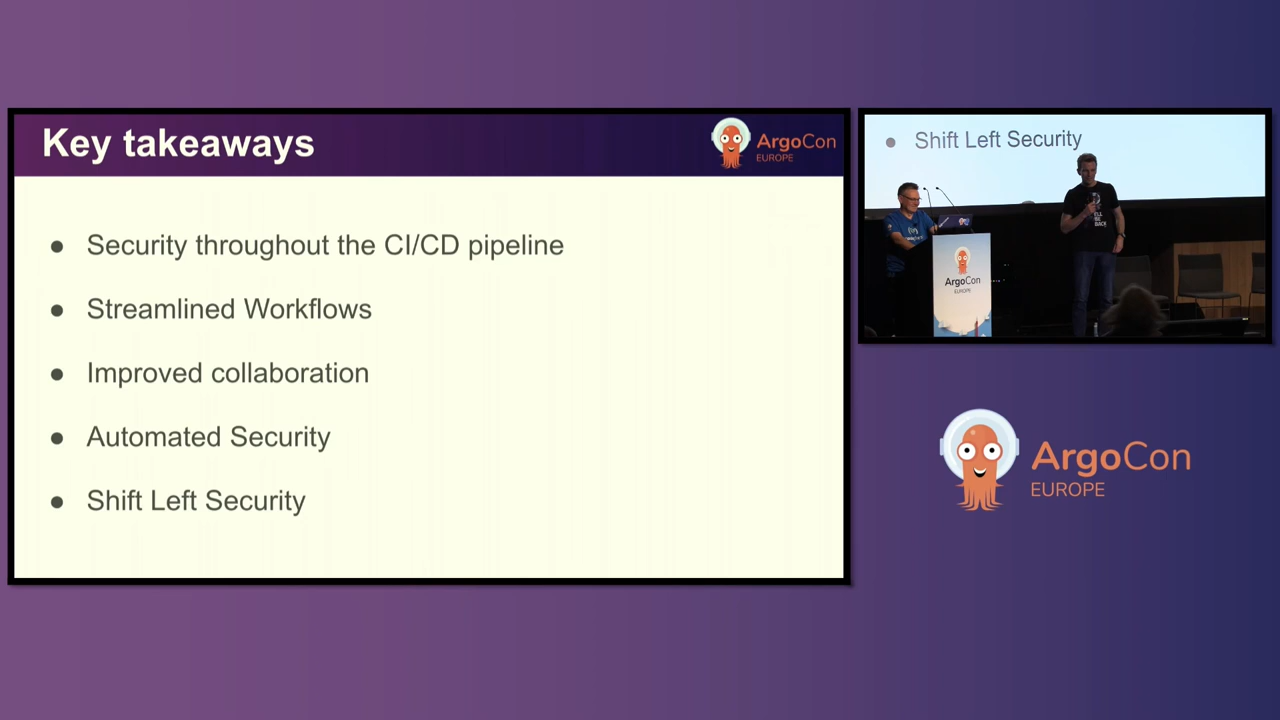 Key takeaways
ArgoCon
EUROPE
● Security throughout the CI/CD pipeline
● Streamlined Workflows
● Improved collaboration
● Automated Security
● Shift Left Security
● Shift Left Security
ArgoCon
EUROPE
ArgoCon
EUROPE